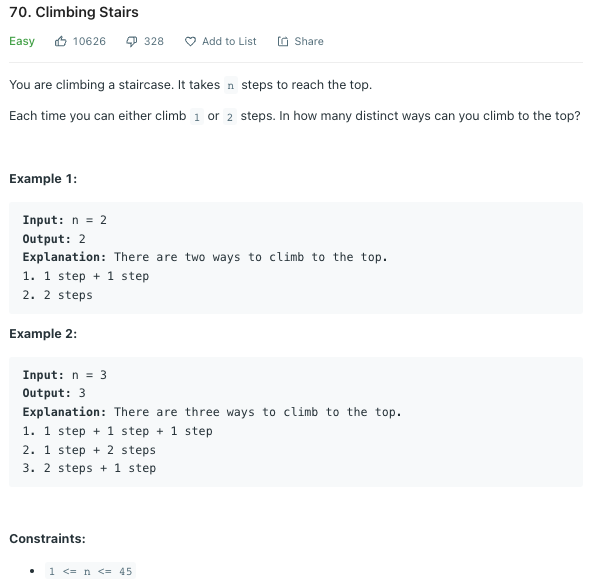 70. Climbing Stairs
Easy 10626 328 Add to List Share
You are climbing a staircase. It takes n steps to reach the top.
Each time you can either climb 1 or 2 steps. In how many distinct ways can you climb to the top?
Example 1:
Input: n = 2
Output: 2
Explanation: There are two ways to climb to the top.
1. 1 step + 1 step
2. 2 steps
Example 2:
Input: n = 3
Output: 3
Explanation: There are three ways to climb to the top.
1. 1 step + 1 step + 1 step
2. 1 step + 2 steps
3. 2 steps + 1 step
Constraints:
• 1 <= n <= 45